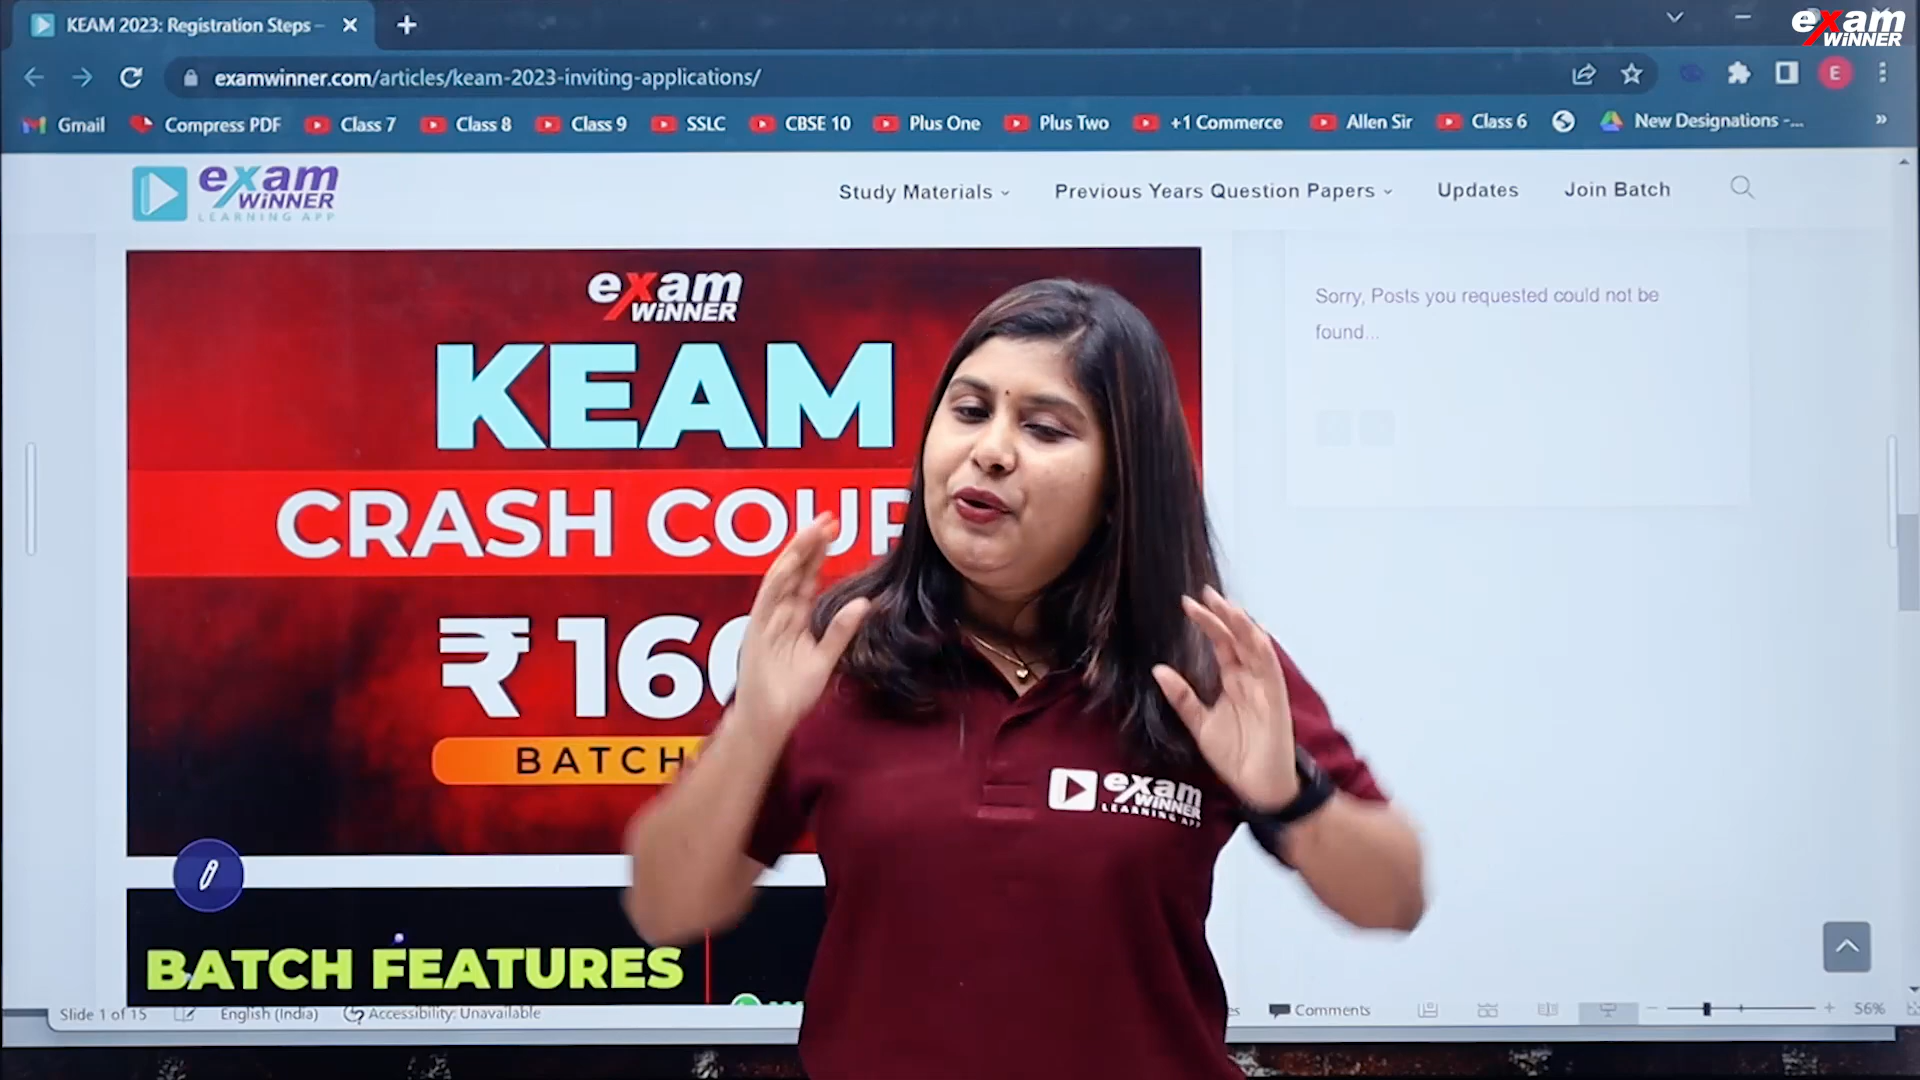 KEAM 2023: Registration Steps –
exam
WiNNER
examwinner.com/articles/keam-2023-inviting-applications/
E
Gmail
Compress PDF
Class 7
Class 8
Class 9
SSLC
CBSE 10
Plus One
Plus Two
+1 Commerce
Allen Sir
Class 6
New Designations -...
exam
WiNNER
LEARNING APP
Study Materials
Previous Years Question Papers
Updates
Join Batch
exam
WiNNER
KEAM
CRASH
₹
BATCH
Sorry, Posts you requested could not be
found...
exam
WiNNER
LEARNING APP
BATCH FEATURES
Slide 1 of 15
English (India)
Accessibility: Unavailable
Comments
56%